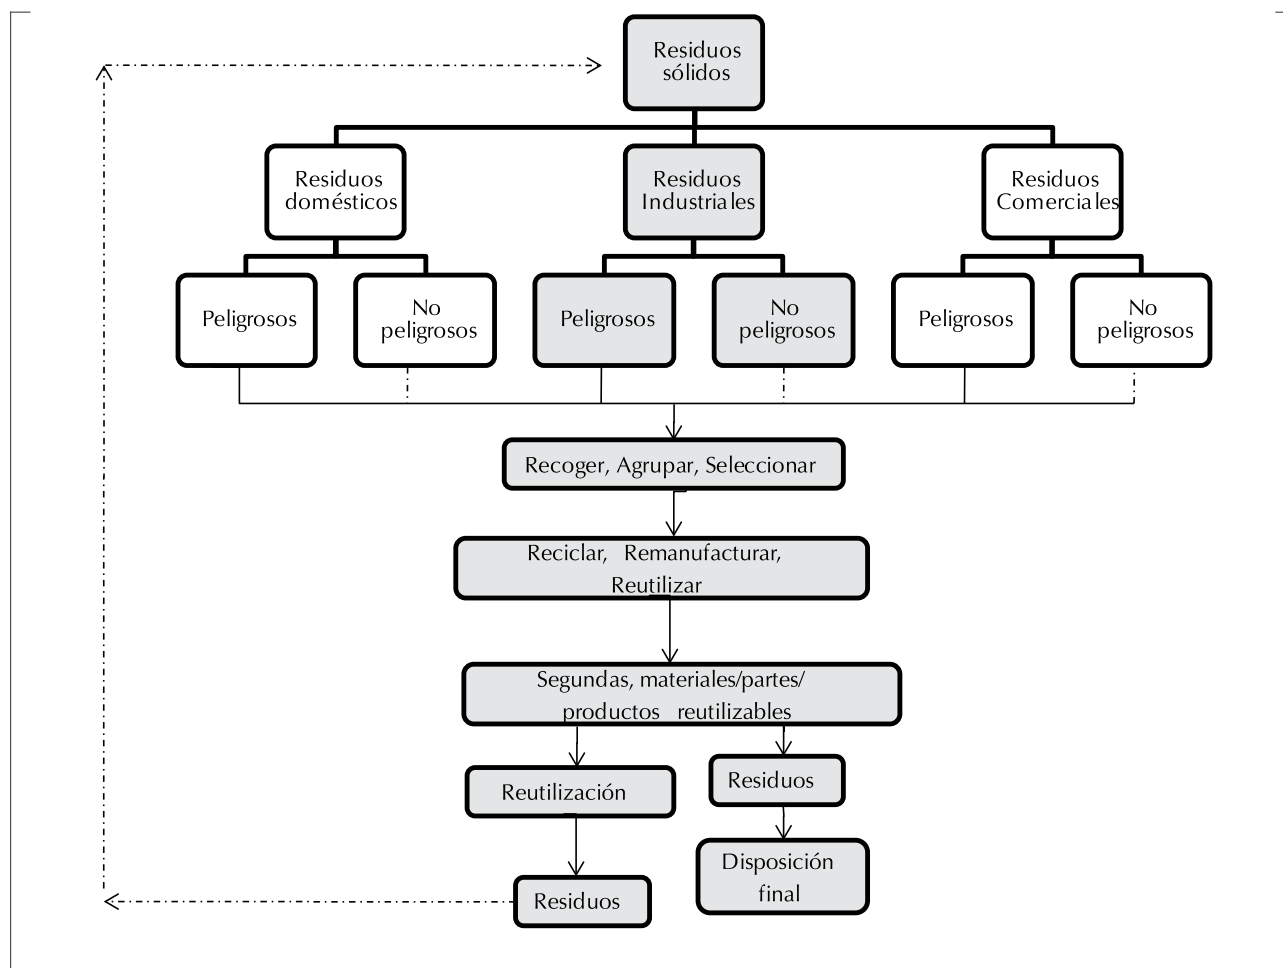 Residuos
sólidos
Residuos
domésticos
Residuos
Industriales
Residuos
Comerciales
Peligrosos
No
peligrosos
Peligrosos
No
peligrosos
Peligrosos
No
peligrosos
Recoger, Agrupar, Seleccionar
Reciclar, Remanufacturar,
Reutilizar
Segundas, materiales/partes/
productos reutilizables
Reutilización
Residuos
Disposición
final
Residuos